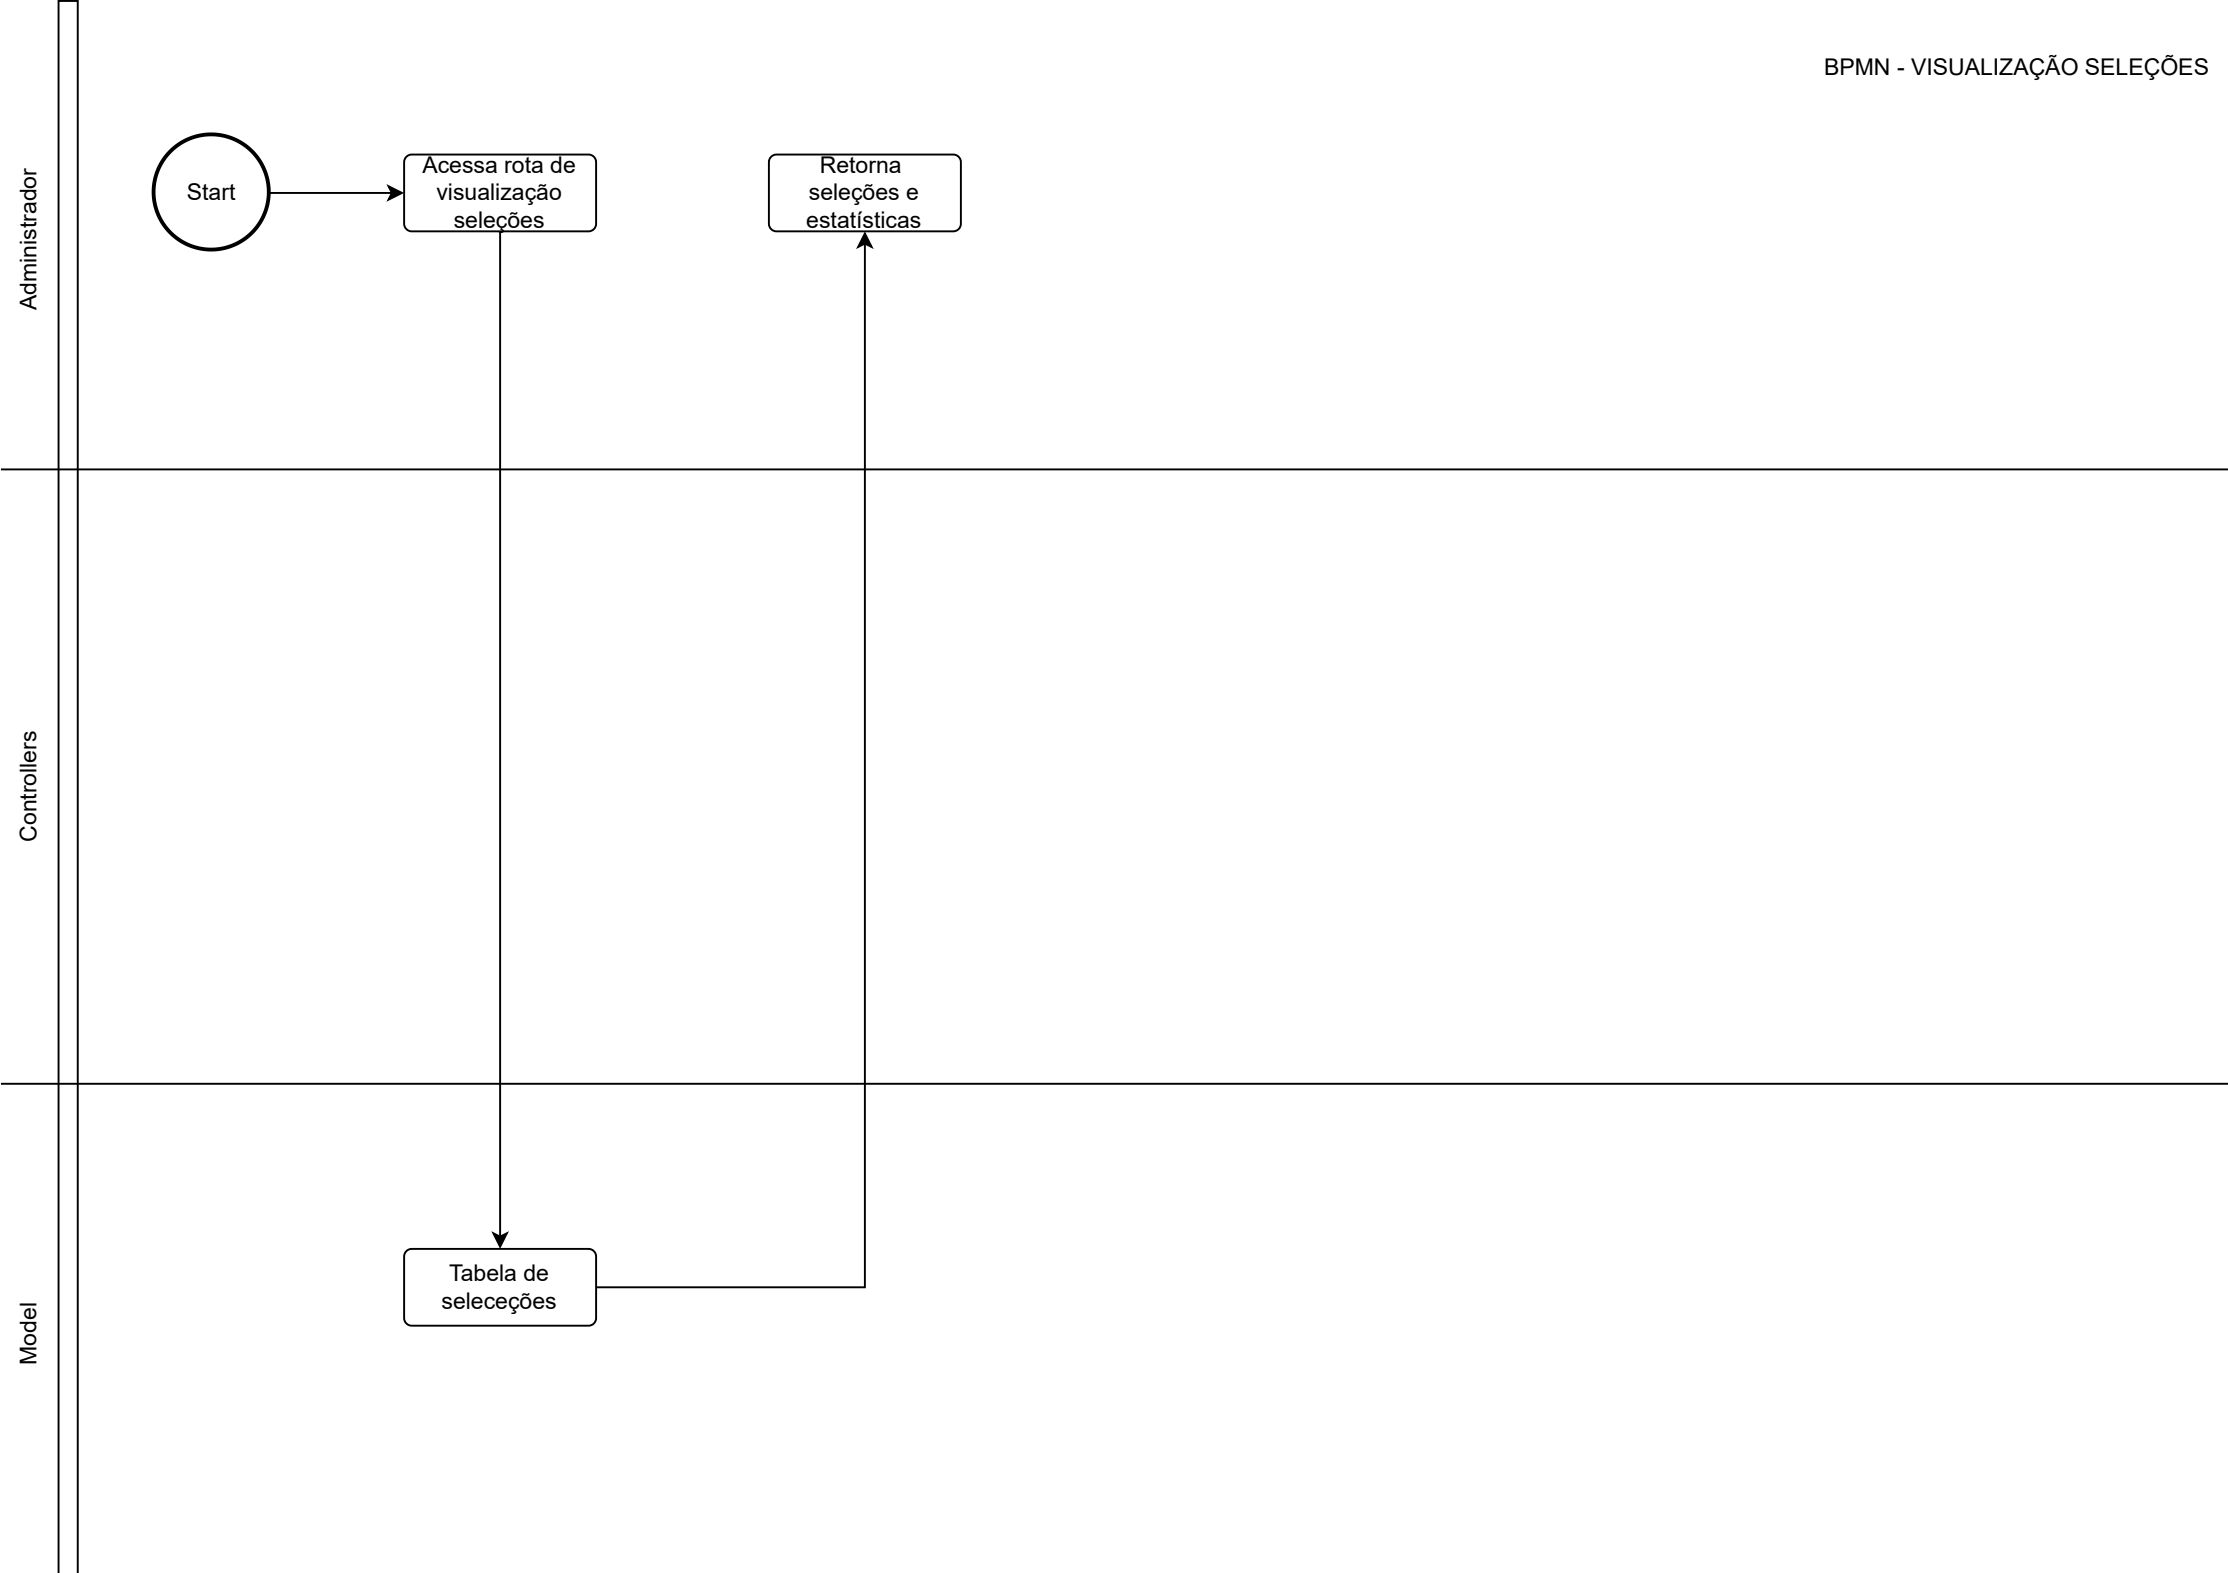 BPMN - VISUALIZAÇÃO SELEÇÕES
Administrador
Start
Acessa rota de
visualização
seleções
Retorna
seleções e
estatísticas
Controllers
Model
Tabela de
seleceções